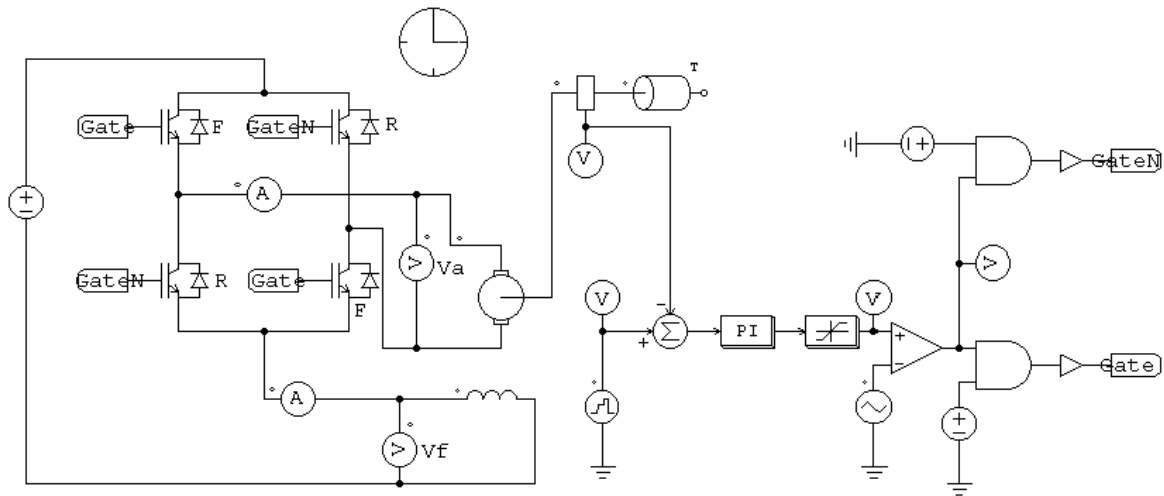 T
Gate
F
GateN
R
V
GateN
A
V
Va
GateN
R
Gate
F
V
V
V
Σ
PI
Gate
A
V
Vf